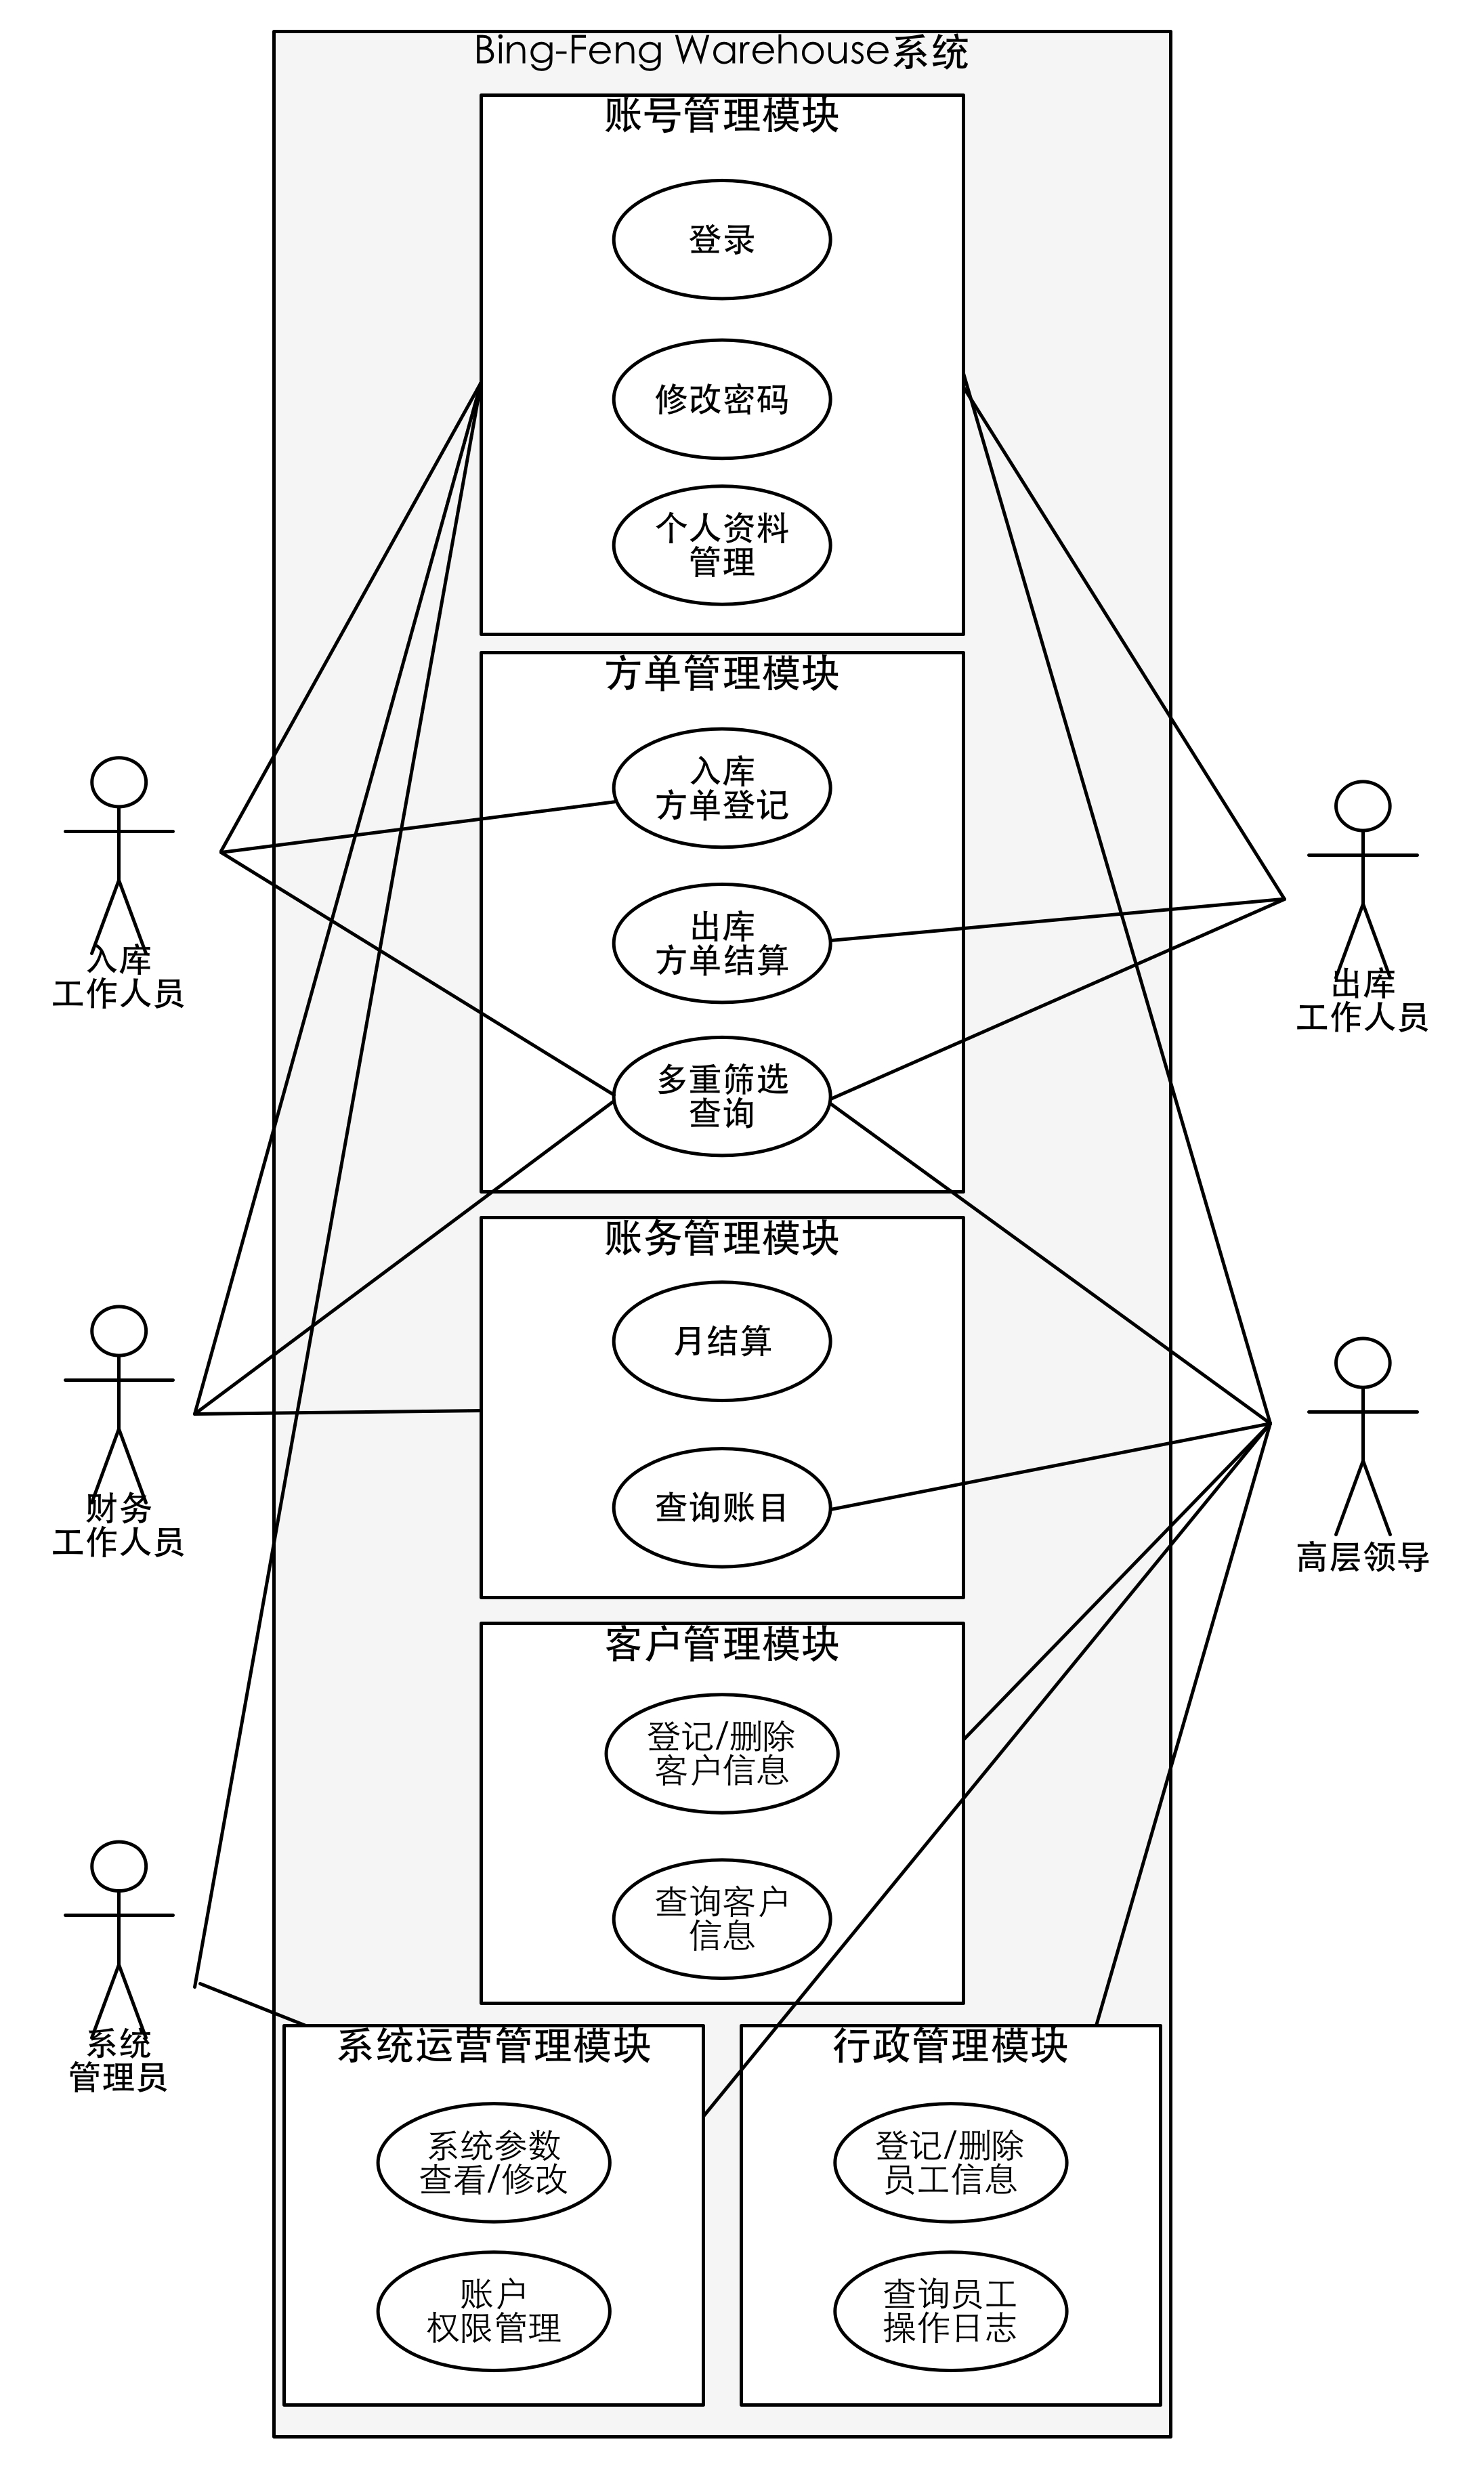 Bing-Feng Warehouse系统
账号管理模块
登录
修改密码
个人资料
管理
方单管理模块
入库
方单登记
出库
方单结算
多重筛选
查询
入库
工作人员
出库
工作人员
账务管理模块
月结算
查询账目
财务
工作人员
高层领导
客户管理模块
登记/删除
客户信息
查询客户
信息
系统
管理员
系统运营管理模块
系统参数
查看/修改
账户
权限管理
行政管理模块
登记/删除
员工信息
查询员工
操作日志